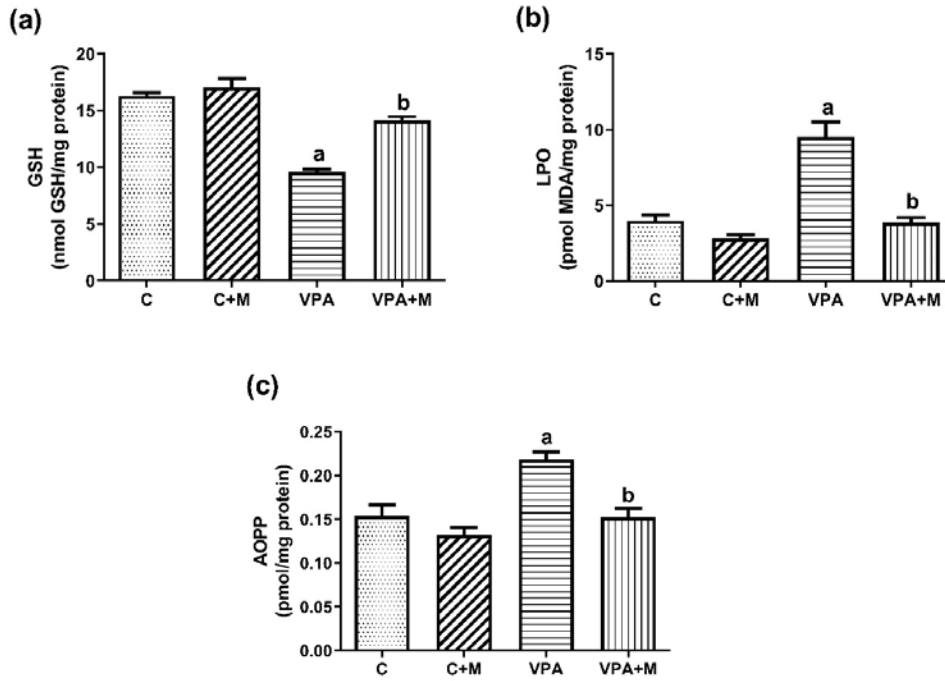 (a)
GSH
(nmol GSH/mg protein)
20
15
10
5
0
a
b
C C+M VPA VPA+M
(b)
LPO
(pmol MDA/mg protein)
15
10
5
0
a
b
C C+M VPA VPA+M
(c)
AOPP
(pmol/mg protein)
0.25
0.20
0.15
0.10
0.05
0.00
a
b
C C+M VPA VPA+M